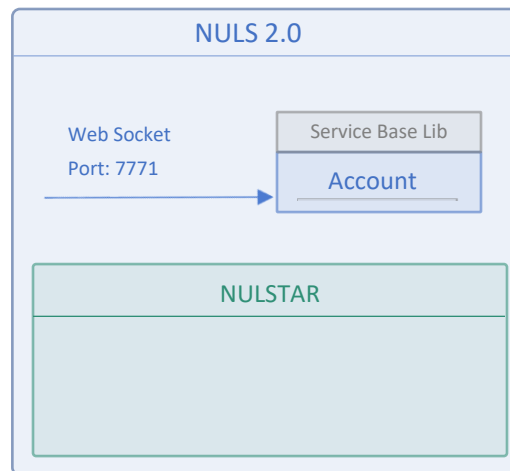 NULS 2.0
Web Socket
Port: 7771
Service Base Lib
Account
NULSTAR